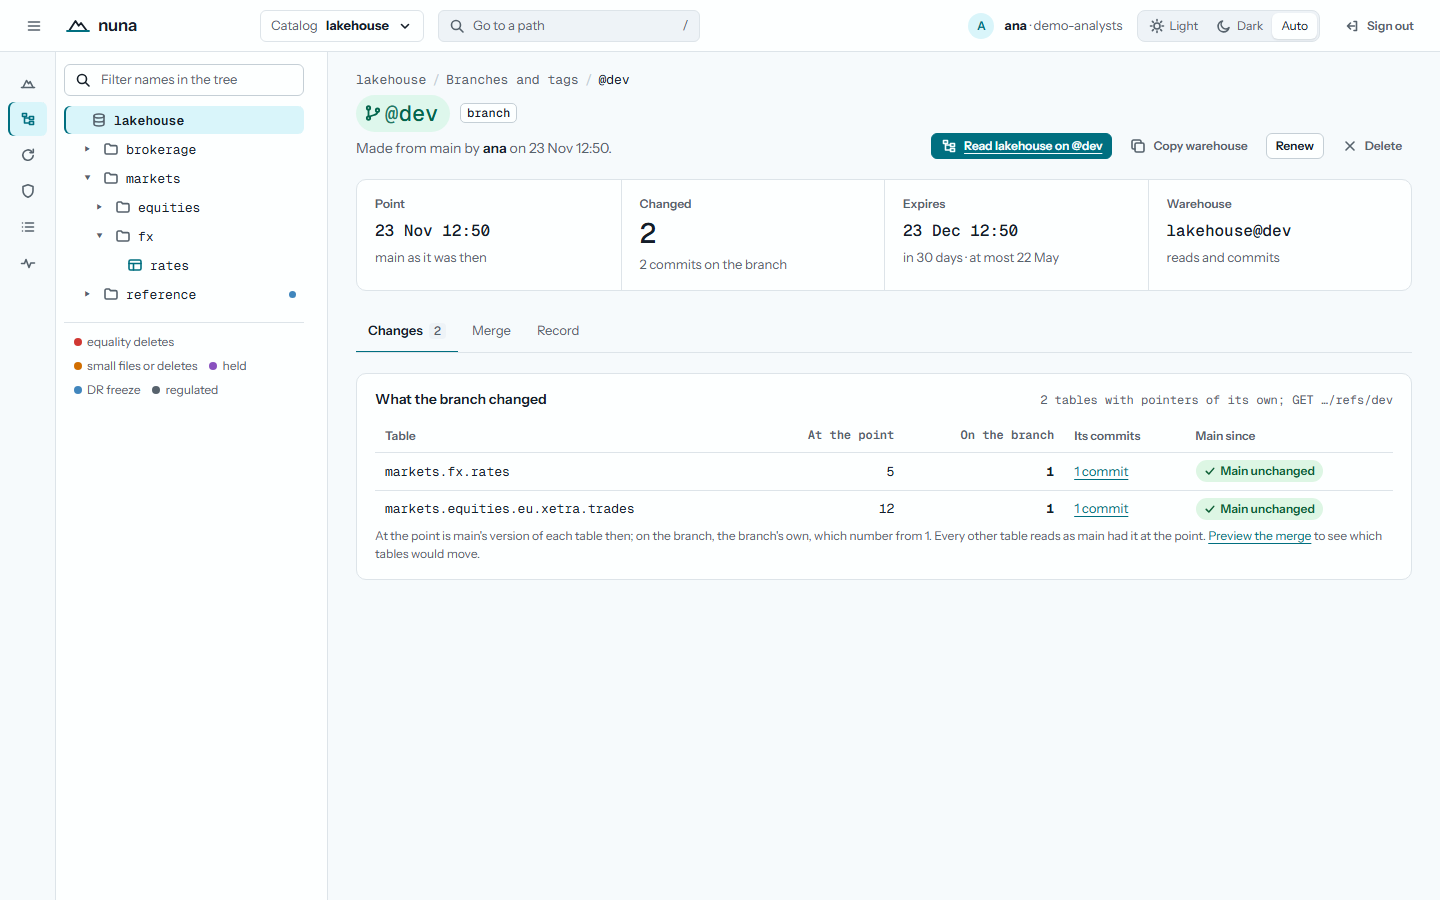 nuna
Catalog lakehouse
Go to a path /
A ana · demo-analysts
Light Dark Auto
Sign out
Filter names in the tree
lakehouse
brokerage
markets
equities
fx
rates
reference
equality deletes
small files or deletes held
DR freeze regulated
lakehouse / Branches and tags / @dev
@dev branch
Made from main by ana on 23 Nov 12:50.
Read lakehouse on @dev Copy warehouse Renew Delete
Point
23 Nov 12:50
main as it was then
Changed
2
2 commits on the branch
Expires
23 Dec 12:50
in 30 days · at most 22 May
Warehouse
lakehouse@dev
reads and commits
Changes 2 Merge Record
What the branch changed
2 tables with pointers of its own; GET …/refs/dev
Table At the point On the branch Its commits Main since
markets.fx.rates 5 1 1 commit Main unchanged
markets.equities.eu.xetra.trades 12 1 1 commit Main unchanged
At the point is main's version of each table then; on the branch, the branch's own, which number from 1. Every other table reads as main had it at the point. Preview the merge to see which
tables would move.